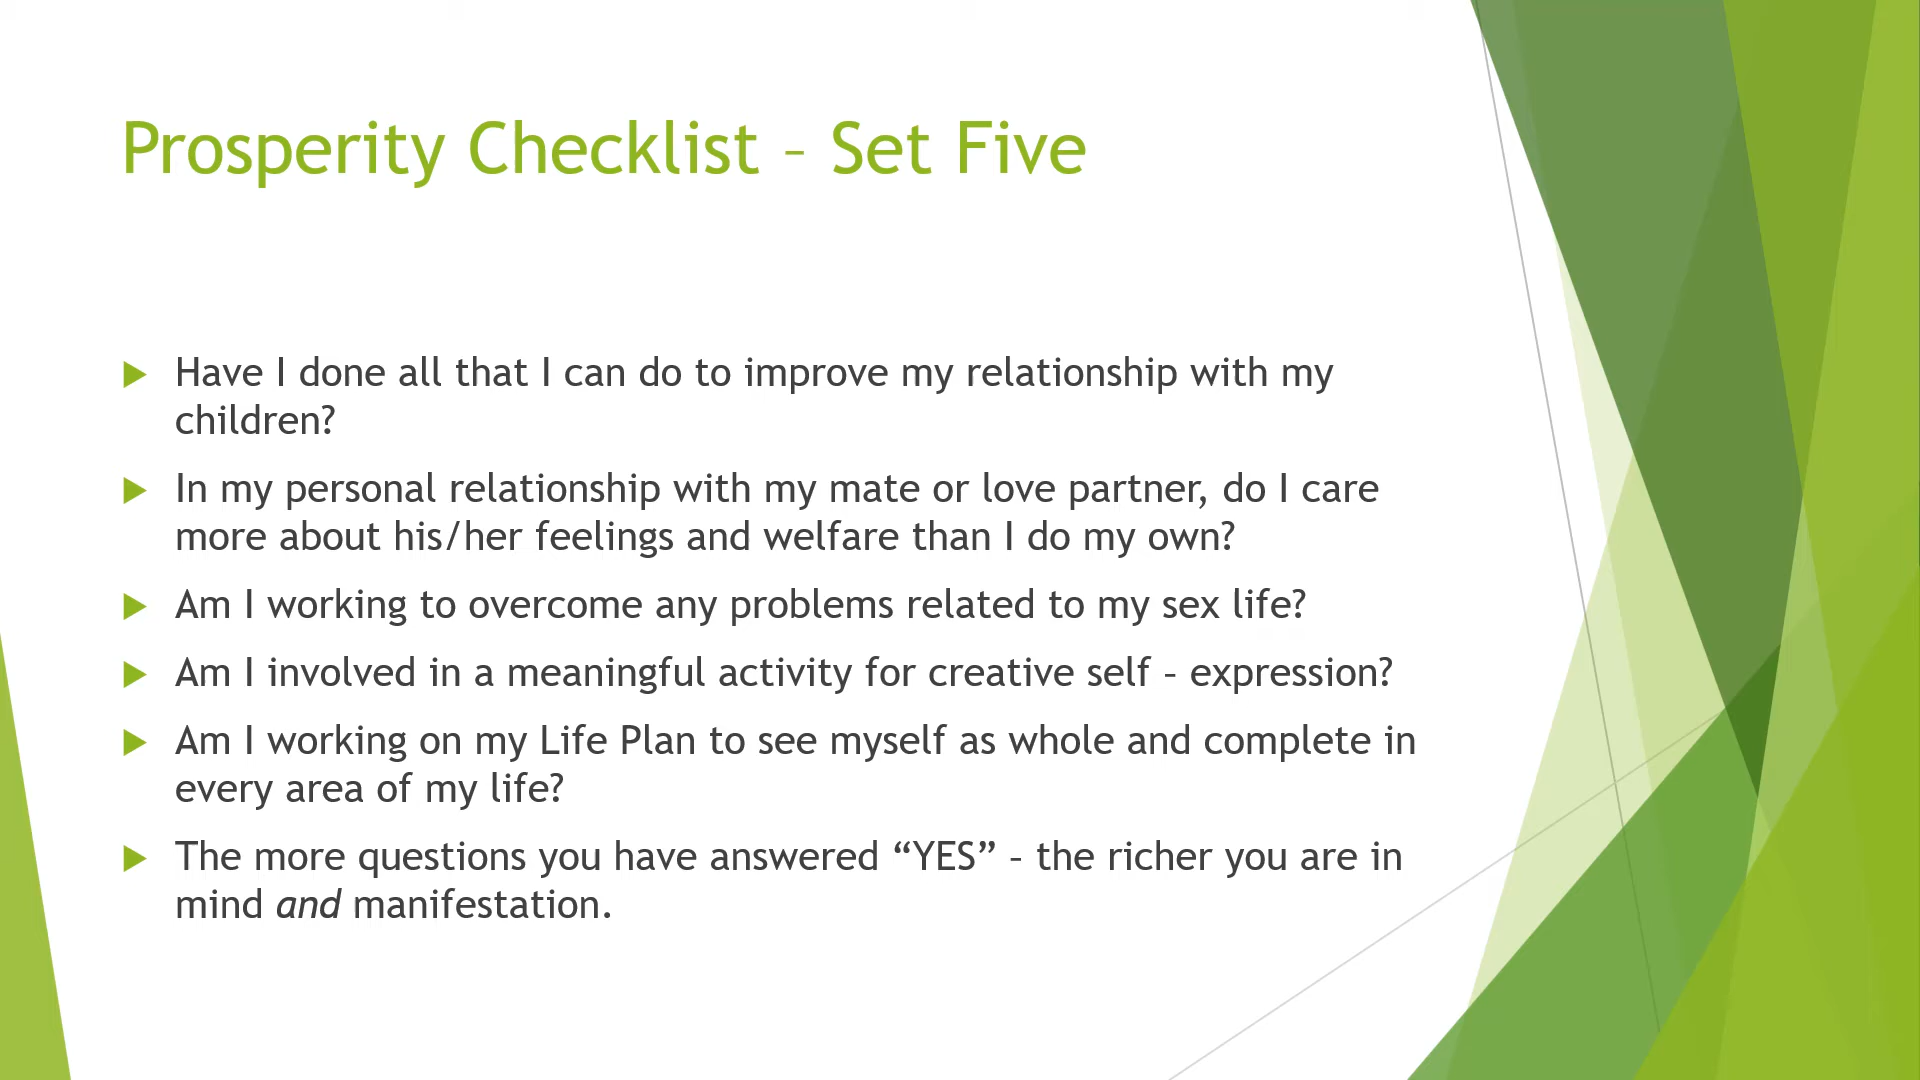 Prosperity Checklist – Set Five
Have I done all that I can do to improve my relationship with my
children?
In my personal relationship with my mate or love partner, do I care
more about his/her feelings and welfare than I do my own?
Am I working to overcome any problems related to my sex life?
Am I involved in a meaningful activity for creative self – expression?
Am I working on my Life Plan to see myself as whole and complete in
every area of my life?
The more questions you have answered “YES” – the richer you are in
mind and manifestation.